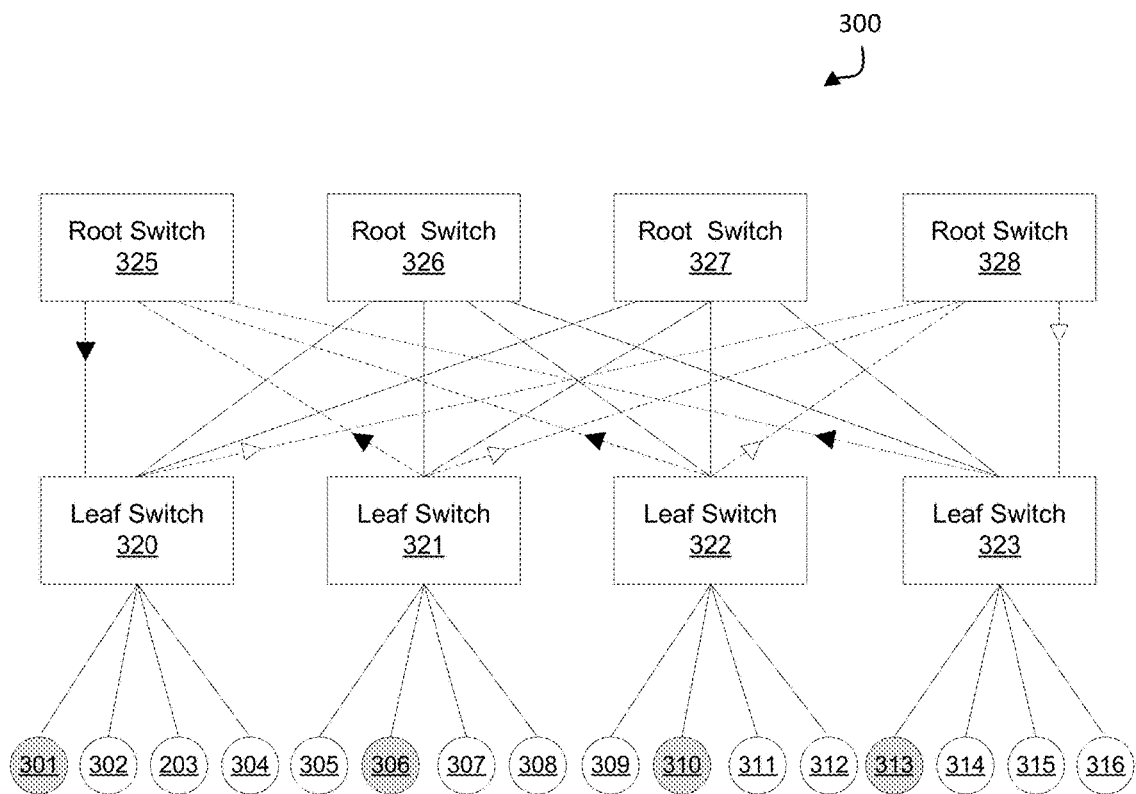 300
Root Switch
325
Root Switch
326
Root Switch
327
Root Switch
328
Leaf Switch
320
Leaf Switch
321
Leaf Switch
322
Leaf Switch
323
301 302 203 304 305 306 307 308 309 310 311 312 313 314 315 316